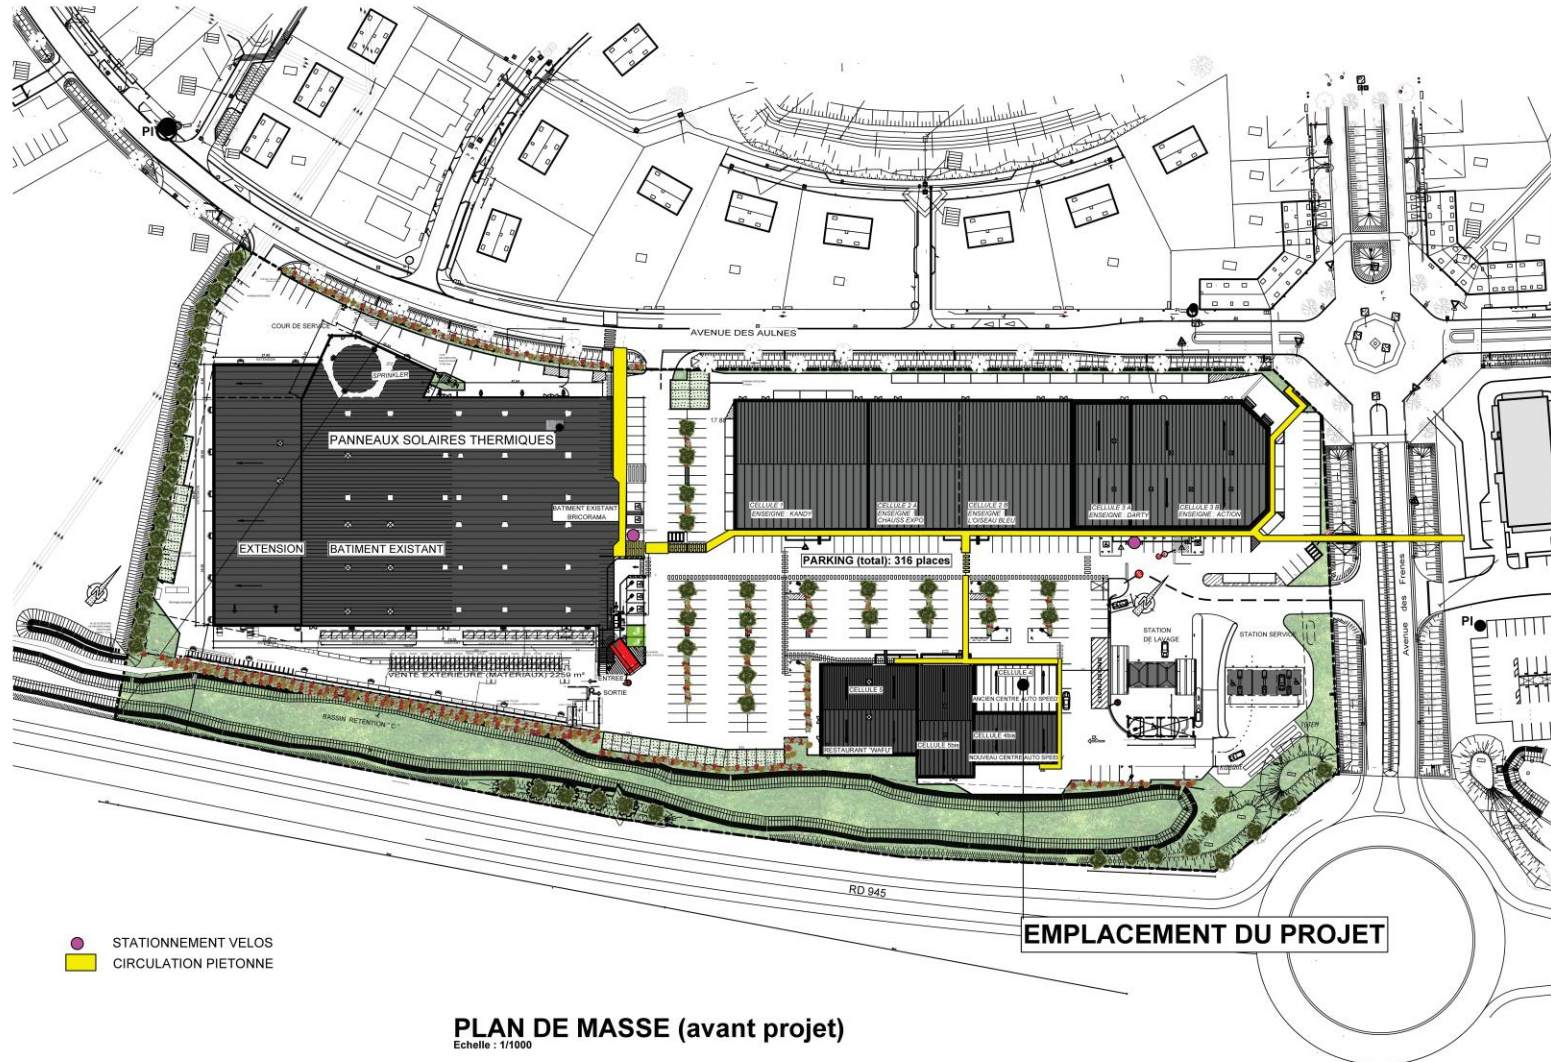 PI
AVENUE DES AULNES
COUR DE SERVICE
SPRINKLER
PANNEAUX SOLAIRES THERMIQUES
17 88
BATIMENT EXISTANT
BRICORAMA
EXTENSION
BATIMENT EXISTANT
CELLULE 1
ENSEIGNE : KANDY
CELLULE 2 A
ENSEIGNE
CHAUSS EXPO
CELLULE 2 B
ENSEIGNE
L'OISEAU BLEU
CELLULE 3 A
ENSEIGNE : DARTY
CELLULE 3 B
ENSEIGNE : ACTION
PARKING (total): 316 places
STATION
DE LAVAGE
STATION SERVICE
Avenue des Frenes
PI
ENTREE
SORTIE
VENTE EXTERIEURE (MATERIAUX) 2259 m²
BASSIN RETENTION "C"
CELLULE 5
RESTAURANT "WAFU"
CELLULE 5bis
CELLULE 4
ANCIEN CENTRE AUTO SPEEDY
CELLULE 4bis
NOUVEAU CENTRE AUTO SPEEDY
TOTEM
RD 945
EMPLACEMENT DU PROJET
STATIONNEMENT VELOS
CIRCULATION PIETONNE
PLAN DE MASSE (avant projet)
Echelle : 1/1000